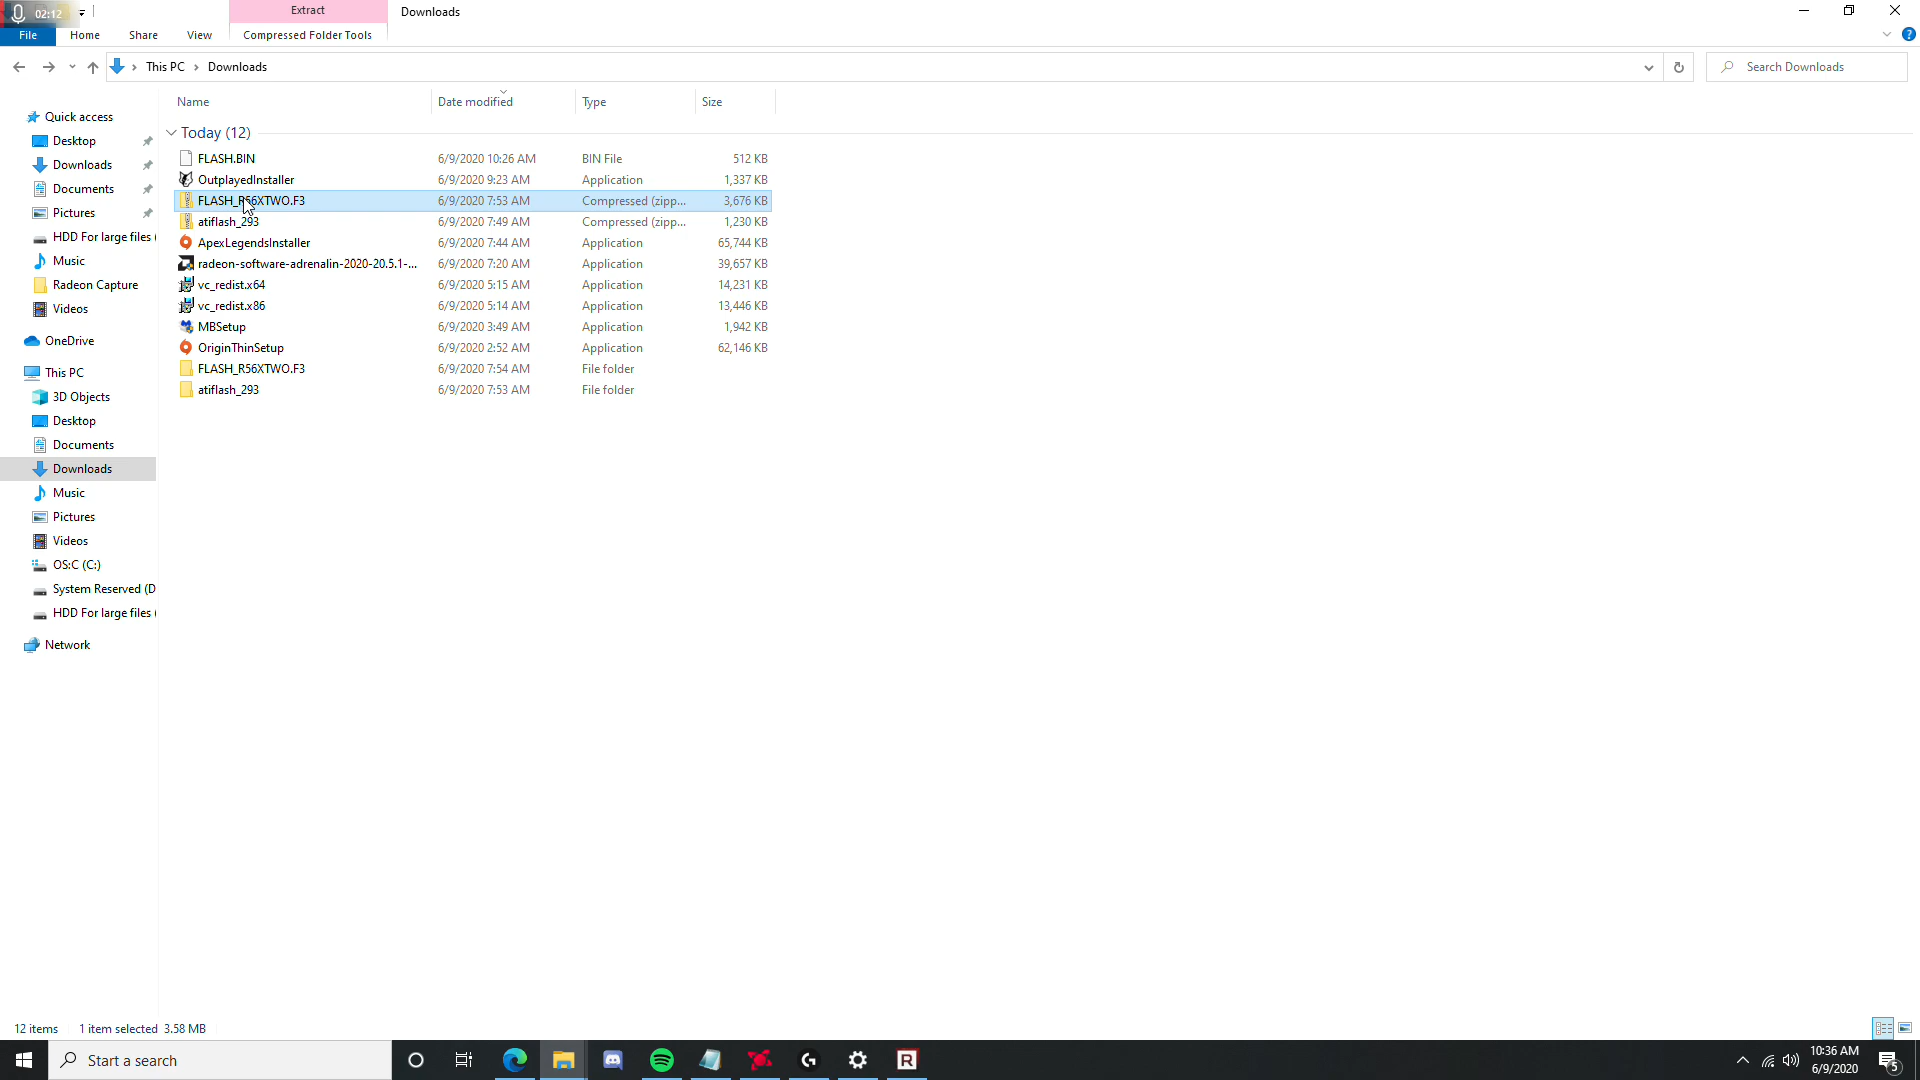 02:12
Extract
Downloads
File
Home
Share
View
Compressed Folder Tools
This PC
Downloads
Search Downloads
Name
Date modified
Type
Size
Today (12)
FLASH.BIN 6/9/2020 10:26 AM BIN File 512 KB
OutplayedInstaller 6/9/2020 9:23 AM Application 1,337 KB
FLASH_R56XTWO.F3 6/9/2020 7:53 AM Compressed (zipp... 3,676 KB
atiflash_293 6/9/2020 7:49 AM Compressed (zipp... 1,230 KB
ApexLegendsInstaller 6/9/2020 7:44 AM Application 65,744 KB
radeon-software-adrenalin-2020-20.5.1-... 6/9/2020 7:20 AM Application 39,657 KB
vc_redist.x64 6/9/2020 5:15 AM Application 14,231 KB
vc_redist.x86 6/9/2020 5:14 AM Application 13,446 KB
MBSetup 6/9/2020 3:49 AM Application 1,942 KB
OriginThinSetup 6/9/2020 2:52 AM Application 62,146 KB
FLASH_R56XTWO.F3 6/9/2020 7:54 AM File folder
atiflash_293 6/9/2020 7:53 AM File folder
Quick access
Desktop
Downloads
Documents
Pictures
HDD For large files (
Music
Radeon Capture
Videos
OneDrive
This PC
3D Objects
Desktop
Documents
Downloads
Music
Pictures
Videos
OS:C (C:)
System Reserved (D
HDD For large files (
Network
12 items
1 item selected 3.58 MB
Start a search
R
10:36 AM
6/9/2020
5